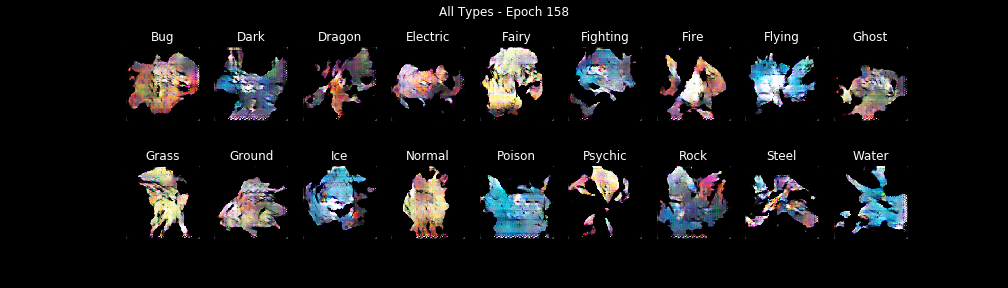 All Types - Epoch 158
Bug Dark Dragon Electric Fairy Fighting Fire Flying Ghost
Grass Ground Ice Normal Poison Psychic Rock Steel Water